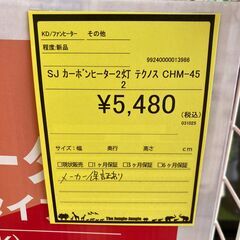 KD/ファンヒーター その他
程度:新品
99240000013986
SJ カーボンヒーター2灯 テクノス CHM-45
2
¥5,480
(税込)
031025
サイズ:幅 奥行 高さ cm
□現状販売 □1ヶ月保証 □3ヶ月保証 □6ヶ月保証
メーカー保証あり
The Jungle-Jungle